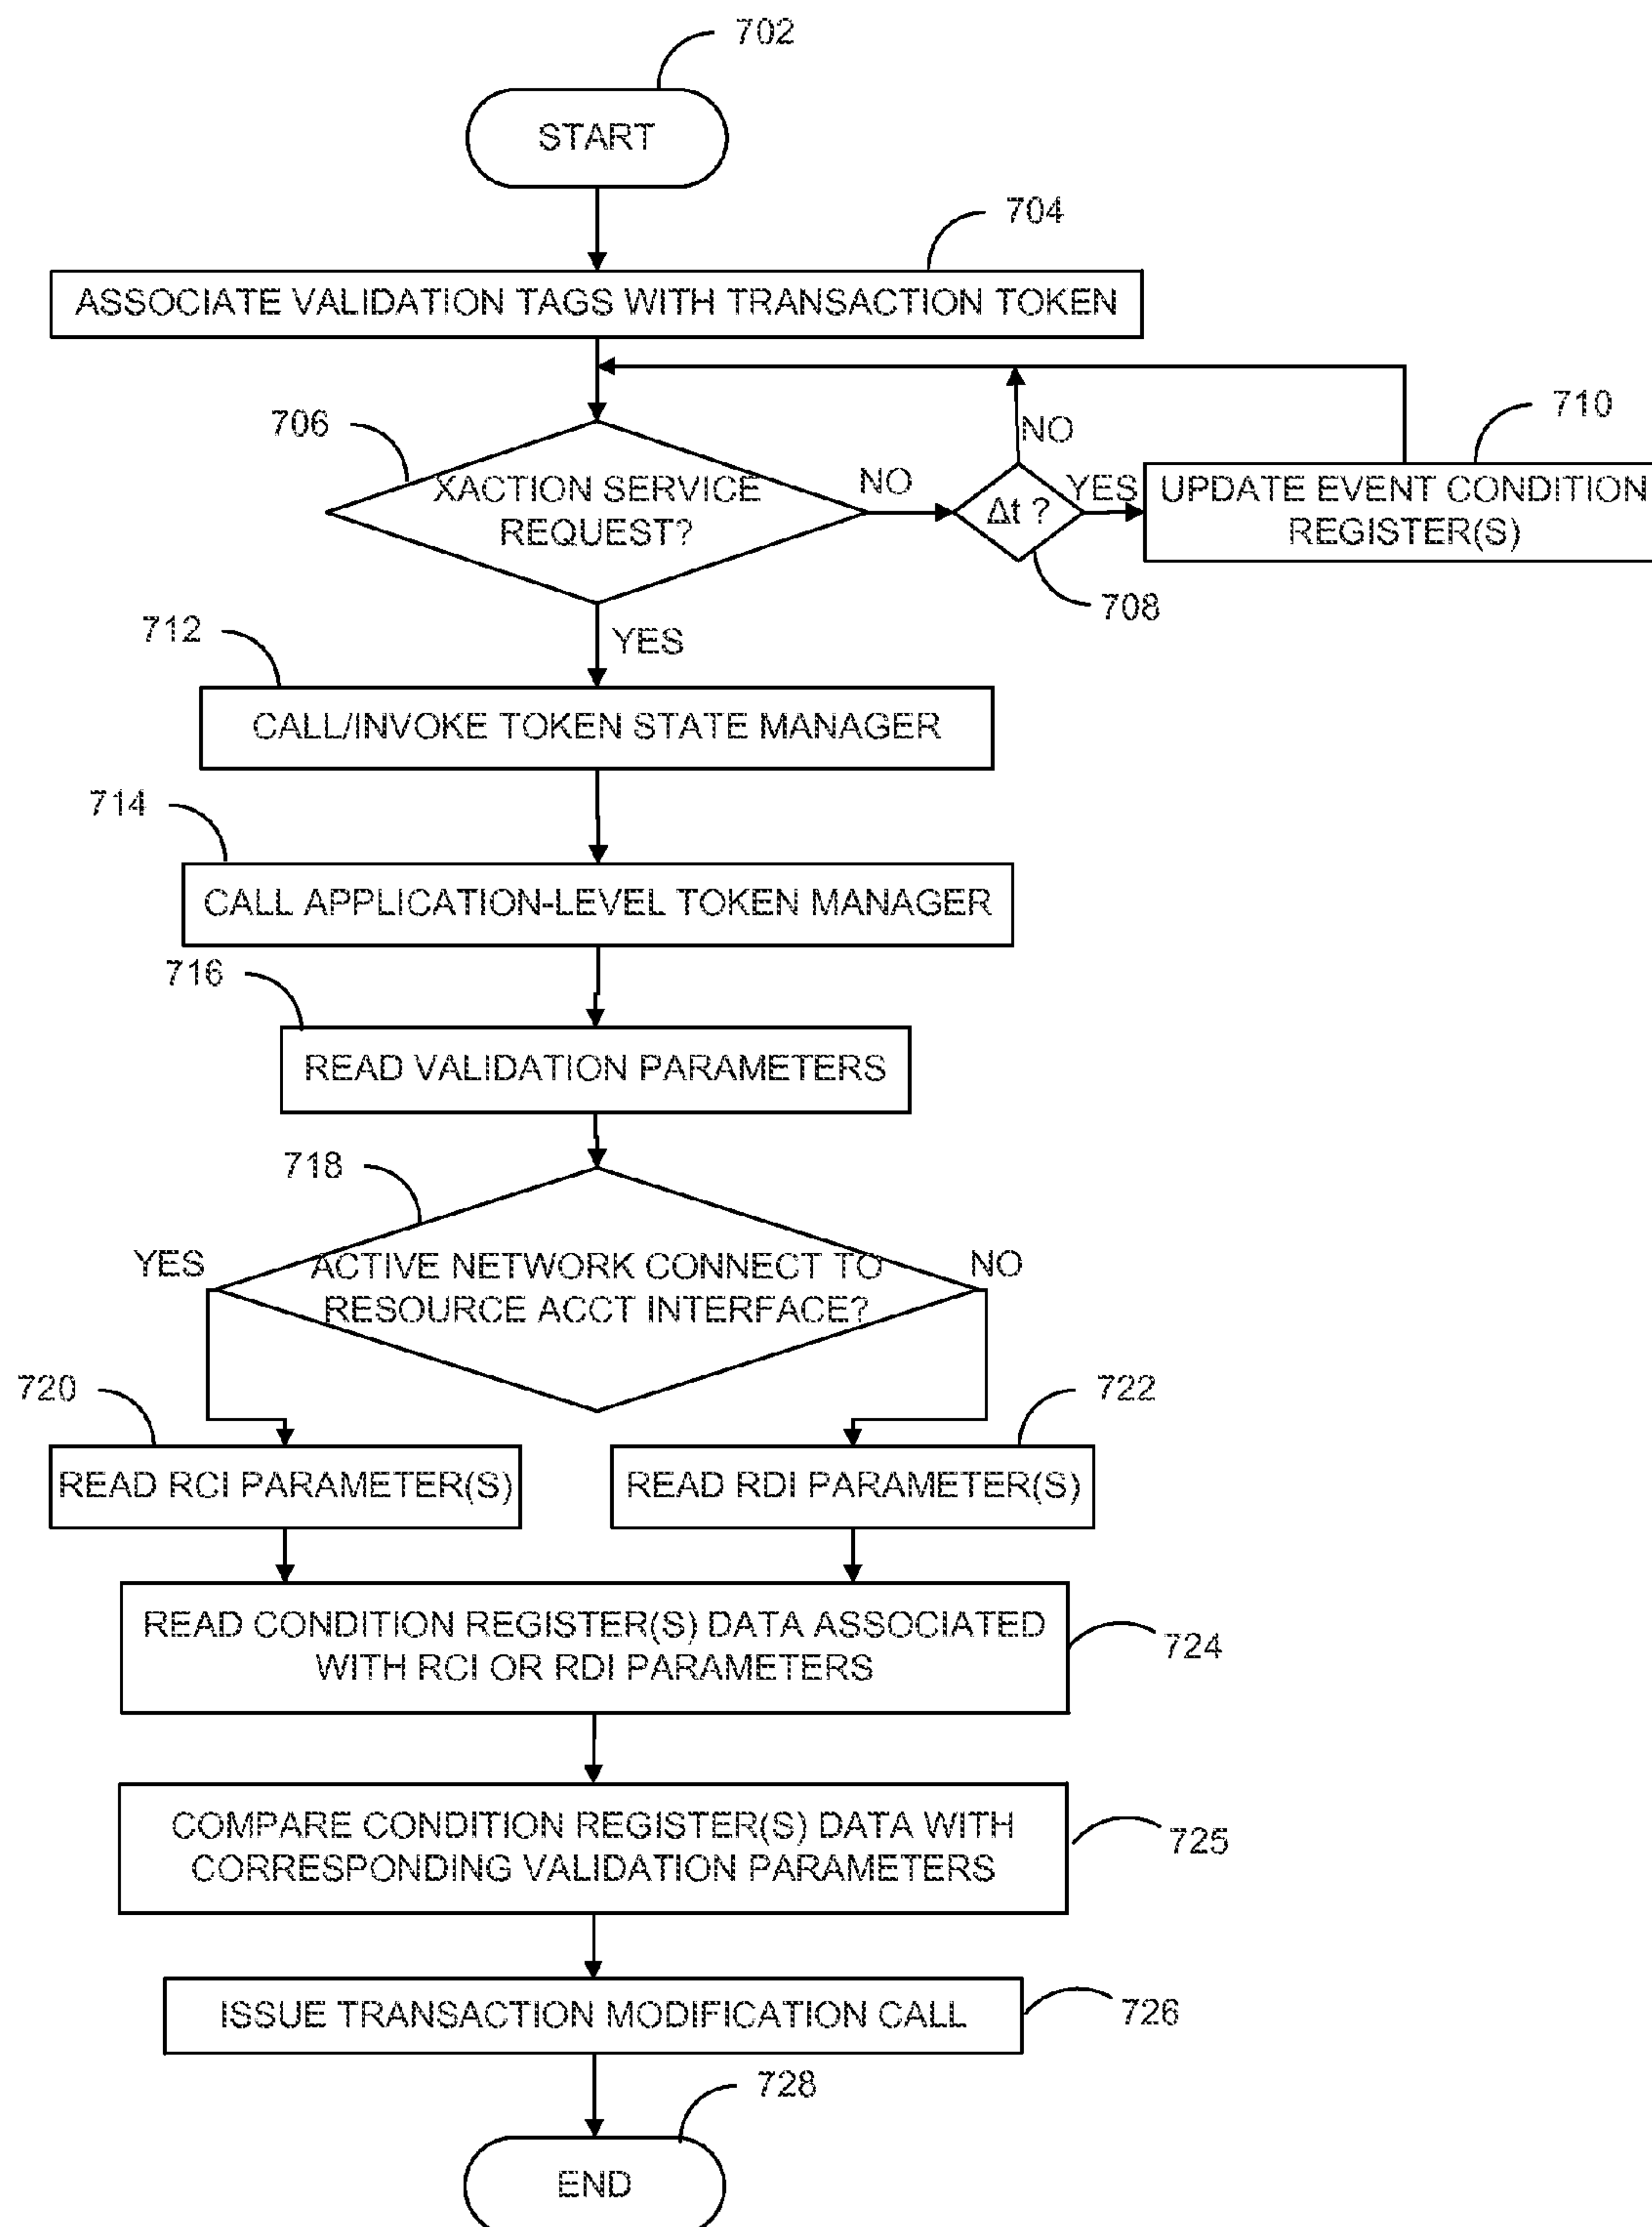 702
START
704
ASSOCIATE VALIDATION TAGS WITH TRANSACTION TOKEN
706
XACTION SERVICE
REQUEST?
NO
Δt ?
NO
YES
708
710
UPDATE EVENT CONDITION
REGISTER(S)
YES
712
CALL/INVOKE TOKEN STATE MANAGER
714
CALL APPLICATION-LEVEL TOKEN MANAGER
716
READ VALIDATION PARAMETERS
718
ACTIVE NETWORK CONNECT TO
RESOURCE ACCT INTERFACE?
YES
NO
720
READ RCI PARAMETER(S)
722
READ RDI PARAMETER(S)
READ CONDITION REGISTER(S) DATA ASSOCIATED
WITH RCI OR RDI PARAMETERS
724
COMPARE CONDITION REGISTER(S) DATA WITH
CORRESPONDING VALIDATION PARAMETERS
725
ISSUE TRANSACTION MODIFICATION CALL
726
728
END